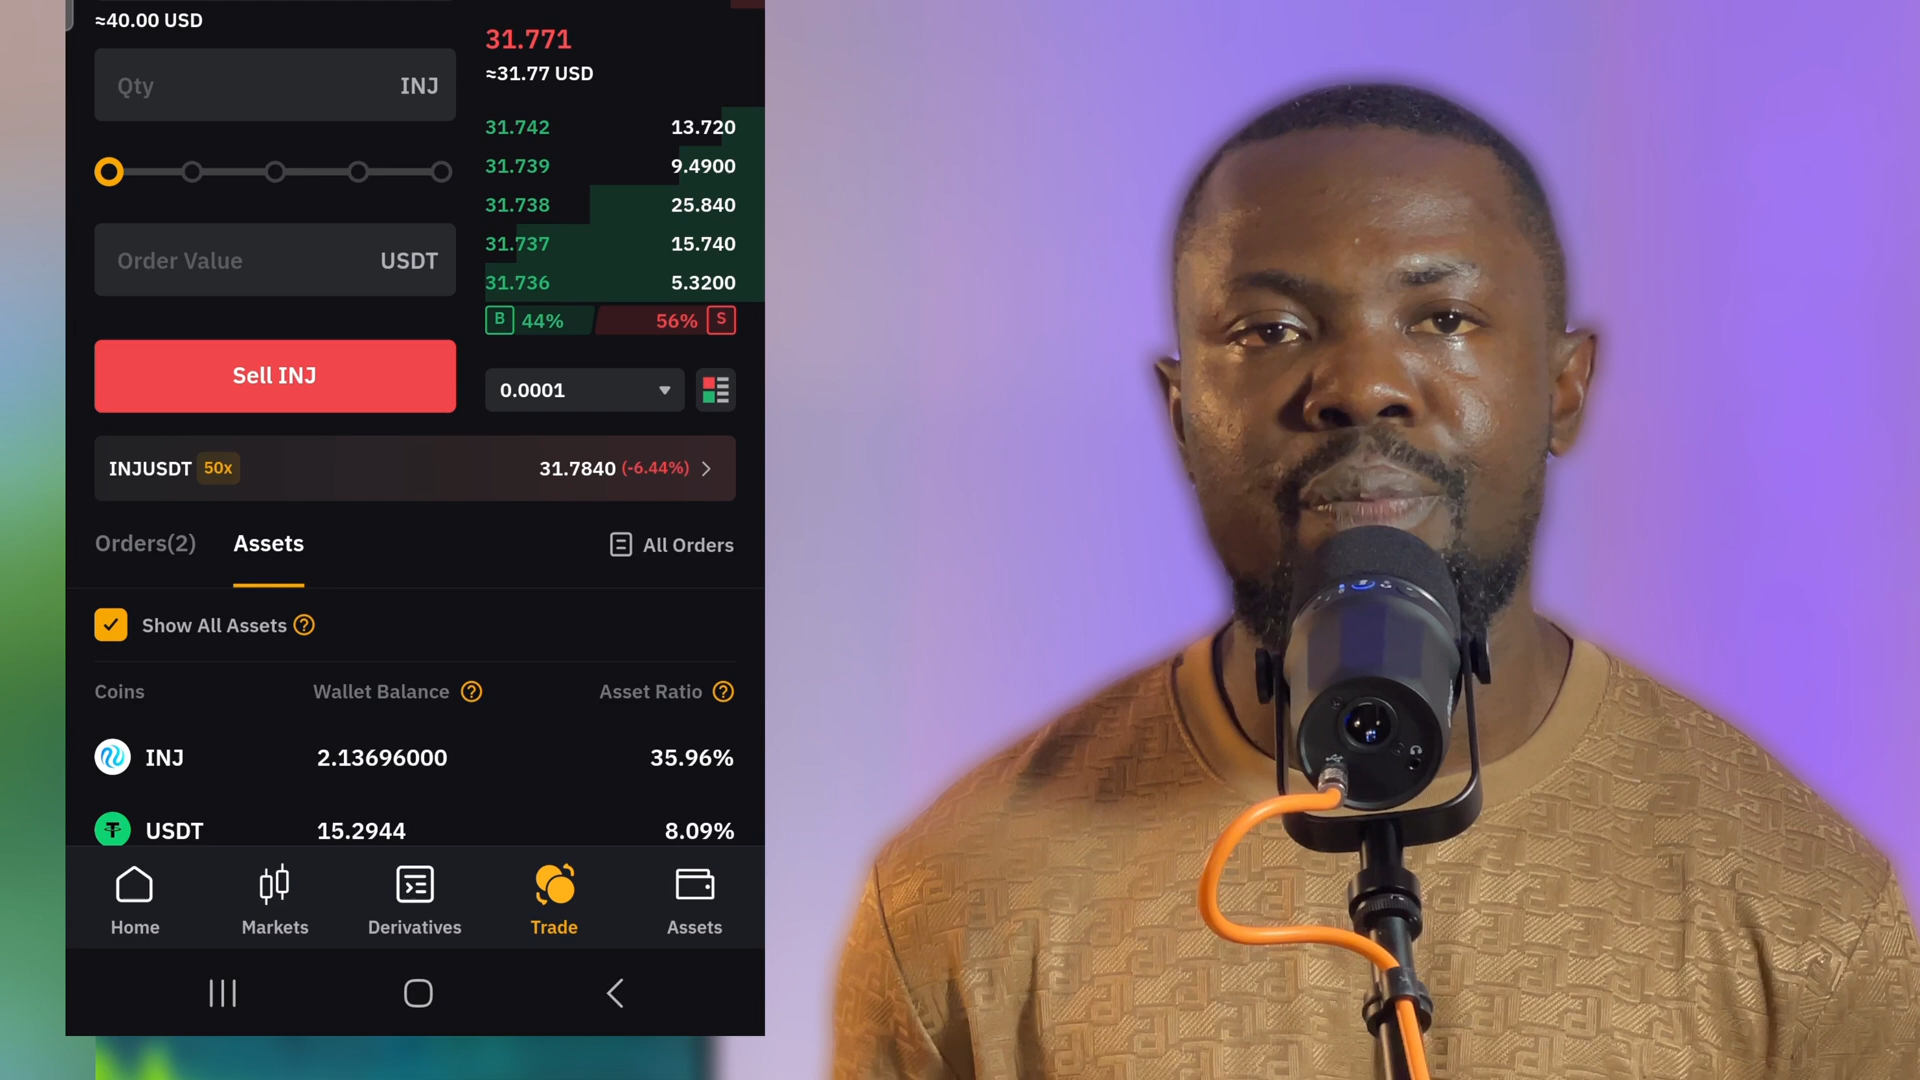 ≈40.00 USD
Qty INJ
Order Value USDT
Sell INJ
31.771
≈31.77 USD
31.742 13.720
31.739 9.4900
31.738 25.840
31.737 15.740
31.736 5.3200
B 44% 56% S
0.0001
INJUSDT 50x 31.7840 (-6.44%)
Orders(2) Assets All Orders
Show All Assets ?
Coins Wallet Balance ? Asset Ratio ?
INJ 2.13696000 35.96%
USDT 15.2944 8.09%
Home Markets Derivatives Trade Assets